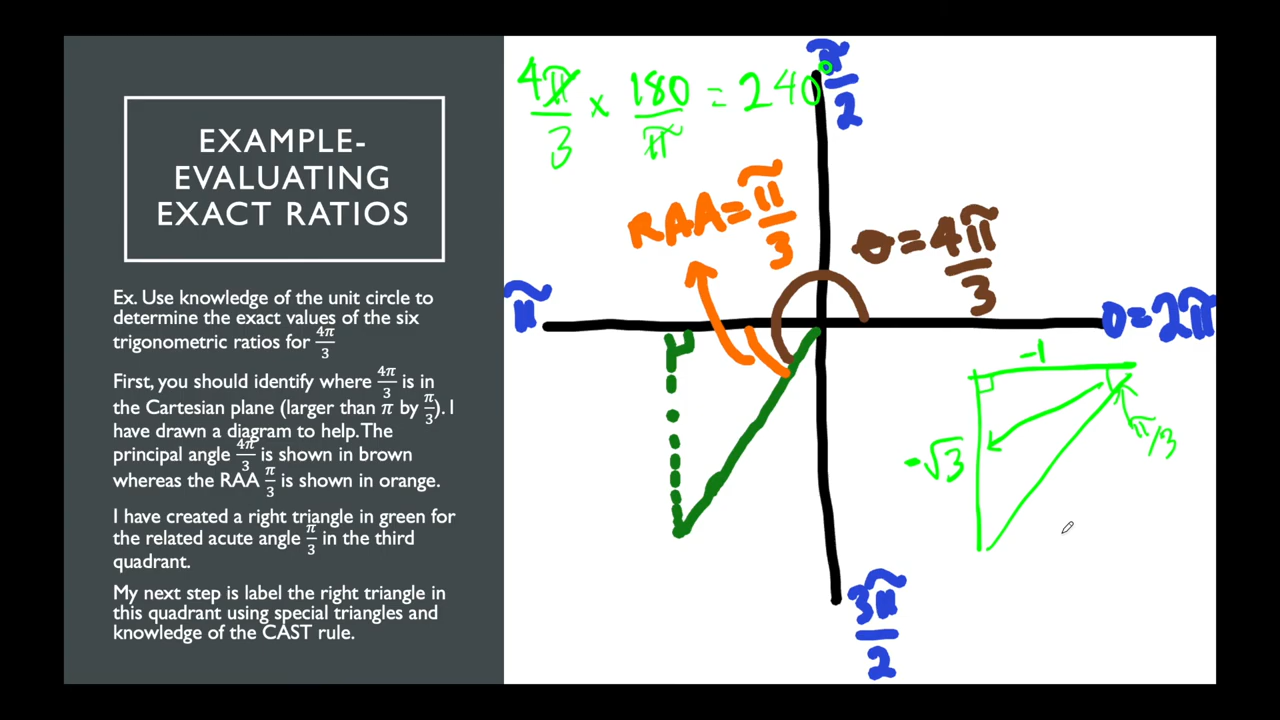 EXAMPLE-
EVALUATING
EXACT RATIOS
Ex. Use knowledge of the unit circle to
determine the exact values of the six
trigonometric ratios for 4π/3
First, you should identify where 4π/3 is in
the Cartesian plane (larger than π by π/3). I
have drawn a diagram to help. The
principal angle 4π/3 is shown in brown
whereas the RAA π/3 is shown in orange.
I have created a right triangle in green for
the related acute angle π/3 in the third
quadrant.
My next step is label the right triangle in
this quadrant using special triangles and
knowledge of the CAST rule.
4π/3 × 180/π = 240°
π/2
RAA = π/3
θ = 4π/3
π
0 = 2π
-1
-√3
π/3
3π/2